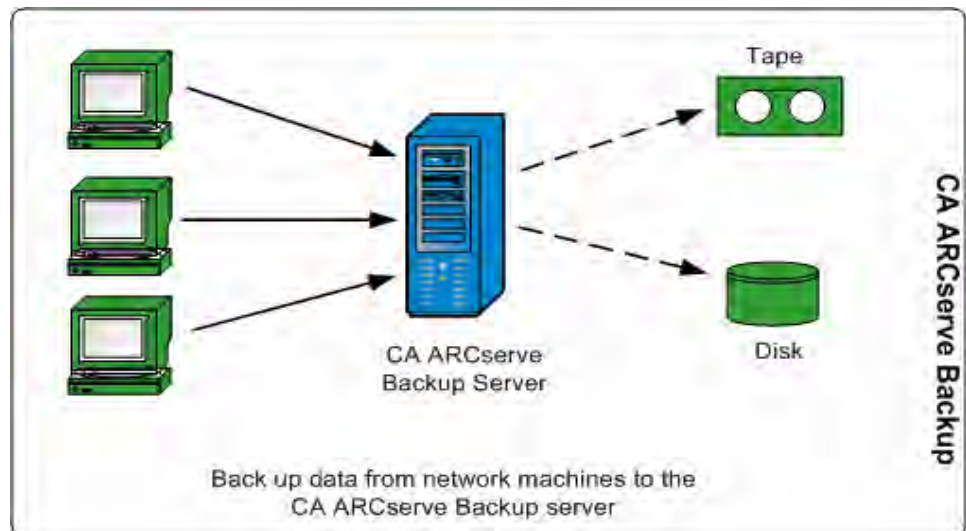 Tape
CA ARCserve
Backup Server
Disk
CA ARCserve Backup
Back up data from network machines to the
CA ARCserve Backup server